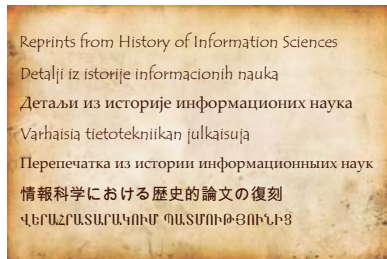 Reprints from History of Information Sciences
Detalji iz istorije informacionih nauka
Детаљи из историје информационих наука
Varhaisia tietotekniikan julkaisuja
Перепечатка из истории информационныих наук
情報科学における歴史的論文の復刻
ՎԵՐԱՀՐԱՏԱՐԱԿՈՒՄ ՊԱՏՄՈՒԹՅՈՒՆԻՑ